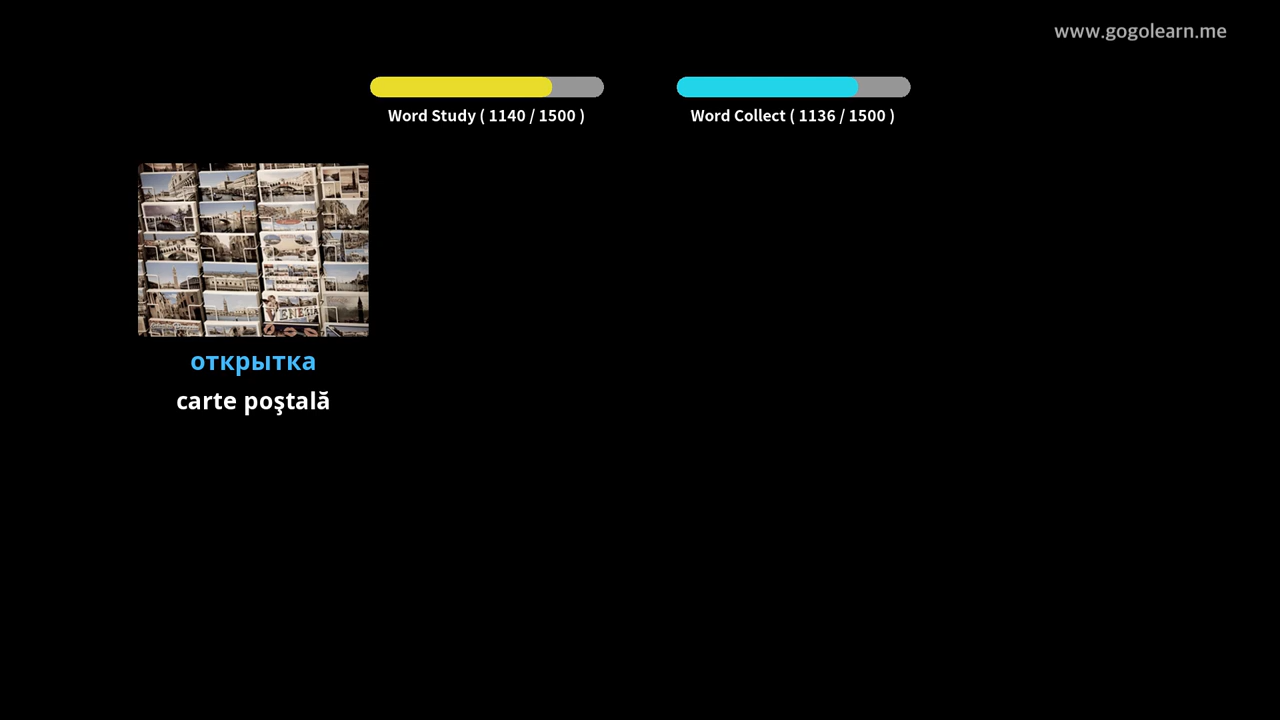 www.gogolearn.me
Word Study ( 1140 / 1500 )
Word Collect ( 1136 / 1500 )
открытка
carte poştală